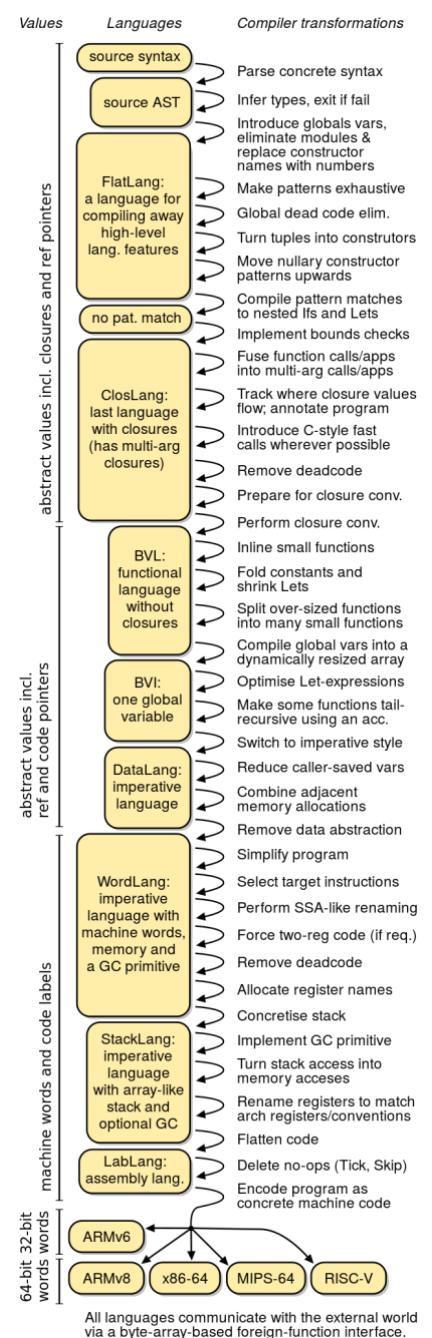 Values
Languages
Compiler transformations
source syntax
Parse concrete syntax
source AST
Infer types, exit if fail
Introduce globals vars,
eliminate modules &
replace constructor
names with numbers
FlatLang:
a language for
compiling away
high-level
lang. features
Make patterns exhaustive
Global dead code elim.
Turn tuples into construtors
Move nullary constructor
patterns upwards
Compile pattern matches
to nested Ifs and Lets
no pat. match
Implement bounds checks
Fuse function calls/apps
into multi-arg calls/apps
ClosLang:
last language
with closures
(has multi-arg
closures)
Track where closure values
flow; annotate program
Introduce C-style fast
calls wherever possible
Remove deadcode
Prepare for closure conv.
Perform closure conv.
abstract values incl. closures and ref pointers
BVL:
functional
language
without
closures
Inline small functions
Fold constants and
shrink Lets
Split over-sized functions
into many small functions
Compile global vars into a
dynamically resized array
BVI:
one global
variable
Optimise Let-expressions
Make some functions tail-
recursive using an acc.
Switch to imperative style
DataLang:
imperative
language
Reduce caller-saved vars
Combine adjacent
memory allocations
Remove data abstraction
abstract values incl.
ref and code pointers
WordLang:
imperative
language with
machine words,
memory and
a GC primitive
Simplify program
Select target instructions
Perform SSA-like renaming
Force two-reg code (if req.)
Remove deadcode
Allocate register names
Concretise stack
StackLang:
imperative
language
with array-like
stack and
optional GC
Implement GC primitive
Turn stack access into
memory acceses
Rename registers to match
arch registers/conventions
Flatten code
LabLang:
assembly lang.
Delete no-ops (Tick, Skip)
Encode program as
concrete machine code
machine words and code labels
32-bit
words
ARMv6
64-bit
words
ARMv8
x86-64
MIPS-64
RISC-V
All languages communicate with the external world
via a byte-array-based foreign-function interface.